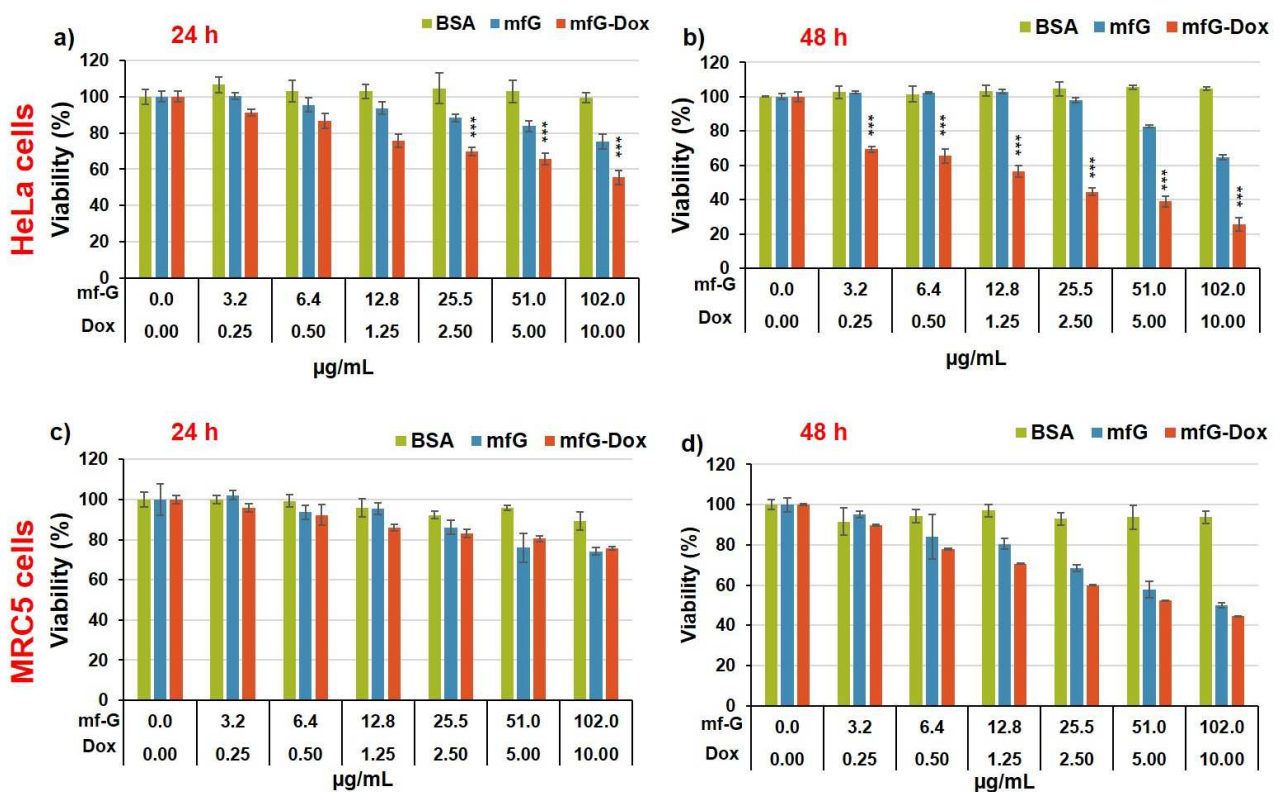 a)
24 h
BSA mfG mfG-Dox
HeLa cells
Viability (%)
120
100
80
60
40
20
0
*** *** ***
mf-G 0.0 3.2 6.4 12.8 25.5 51.0 102.0
Dox 0.00 0.25 0.50 1.25 2.50 5.00 10.00
µg/mL
b)
48 h
BSA mfG mfG-Dox
Viability (%)
120
100
80
60
40
20
0
*** *** *** *** *** ***
mf-G 0.0 3.2 6.4 12.8 25.5 51.0 102.0
Dox 0.00 0.25 0.50 1.25 2.50 5.00 10.00
µg/mL
c)
24 h
BSA mfG mfG-Dox
MRC5 cells
Viability (%)
120
100
80
60
40
20
0
mf-G 0.0 3.2 6.4 12.8 25.5 51.0 102.0
Dox 0.00 0.25 0.50 1.25 2.50 5.00 10.00
µg/mL
d)
48 h
BSA mfG mfG-Dox
Viability (%)
120
100
80
60
40
20
0
mf-G 0.0 3.2 6.4 12.8 25.5 51.0 102.0
Dox 0.00 0.25 0.50 1.25 2.50 5.00 10.00
µg/mL